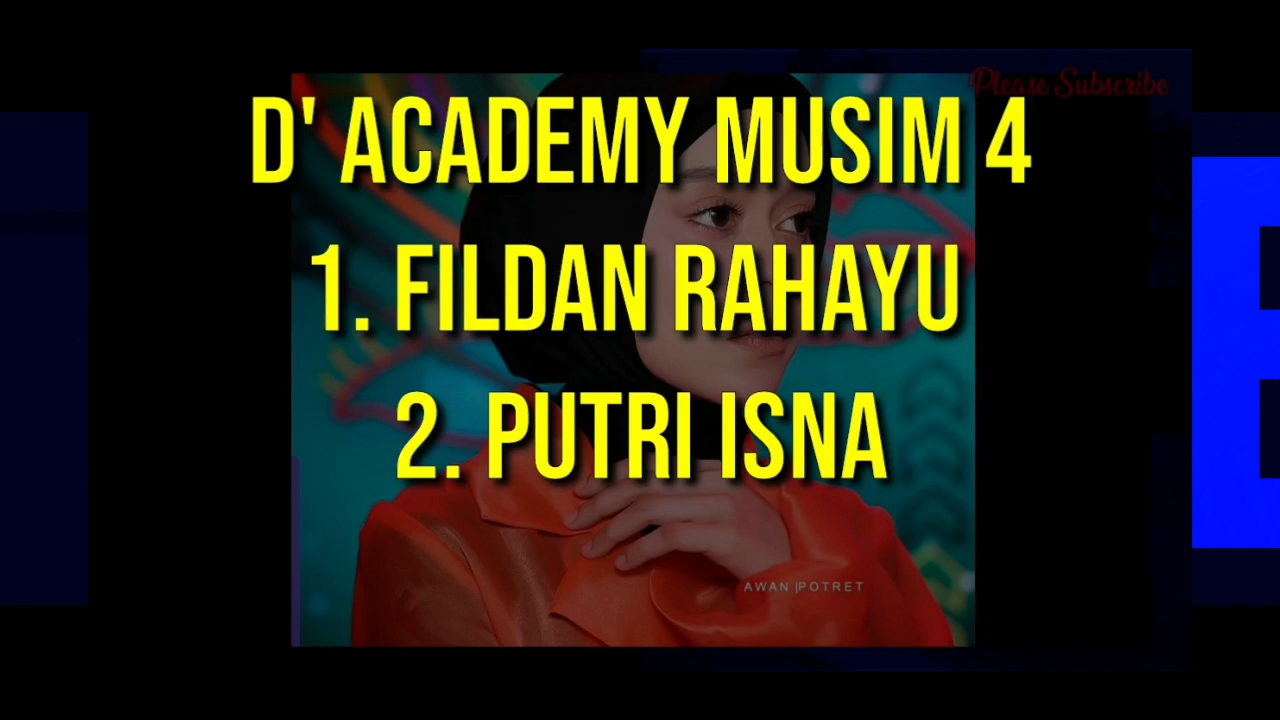 Please Subscribe
D' ACADEMY MUSIM 4
1. FILDAN RAHAYU
2. PUTRI ISNA
AWAN |POTRET